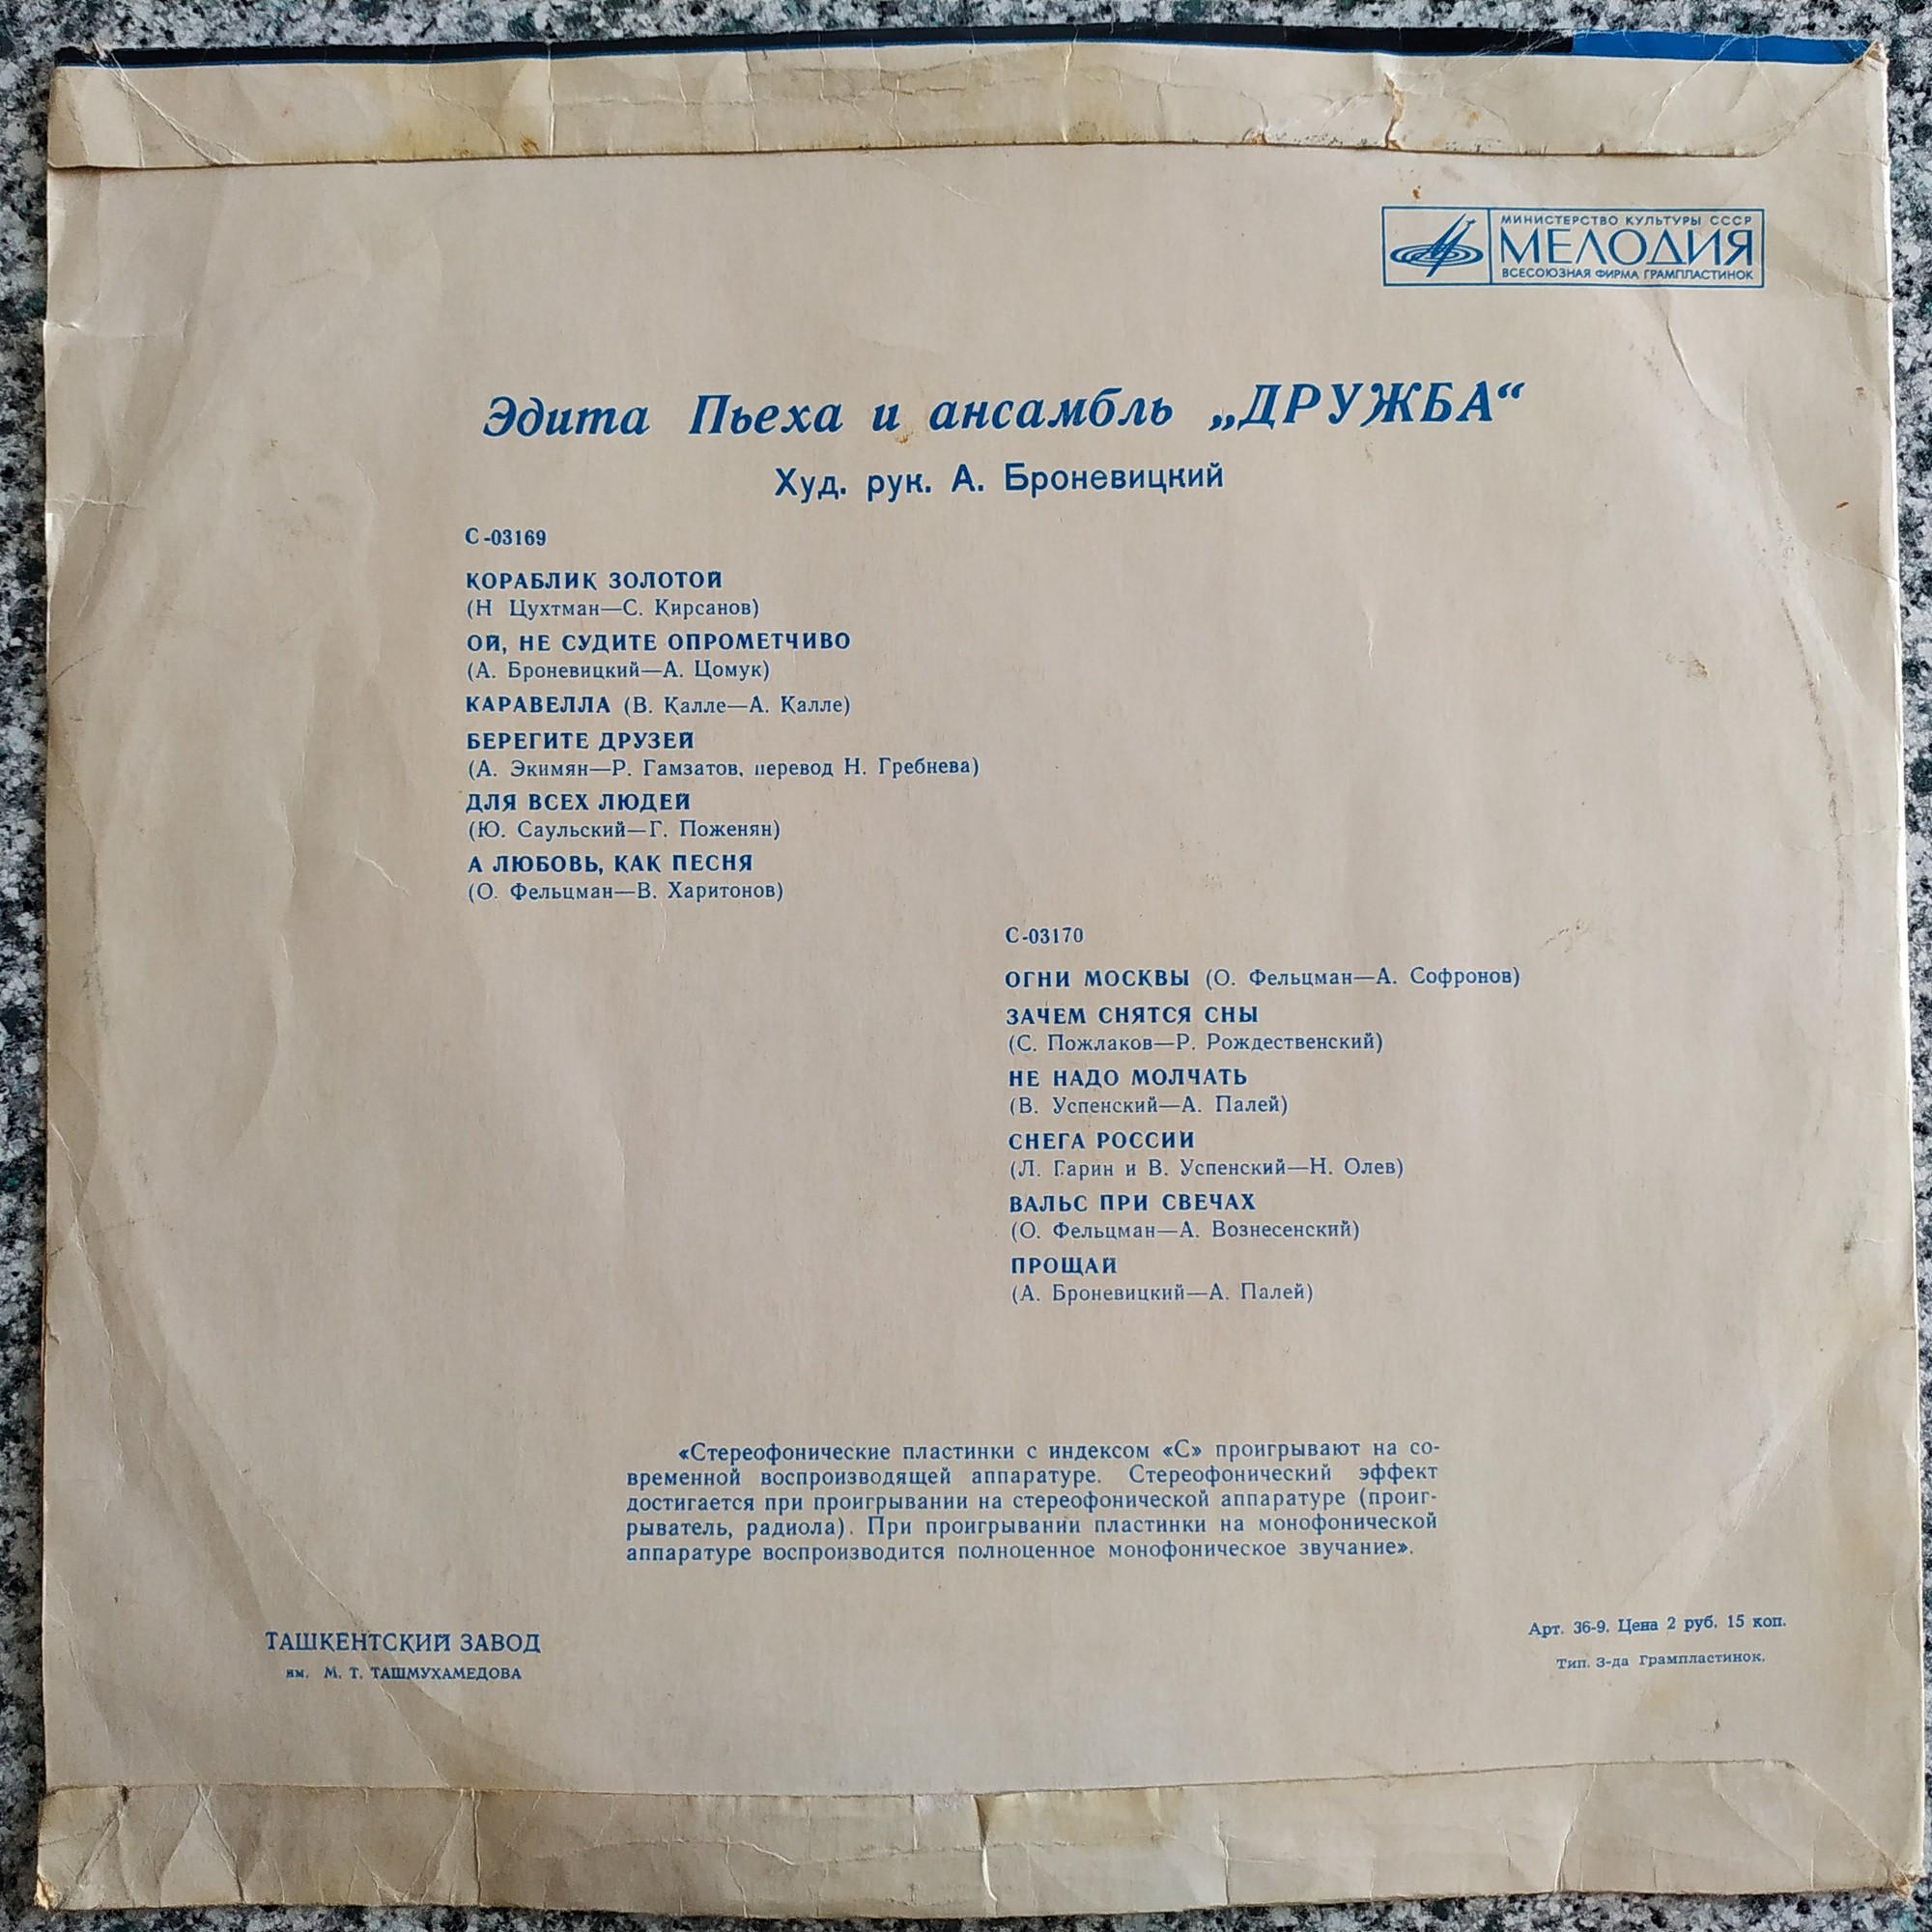 МИНИСТЕРСТВО КУЛЬТУРЫ СССР
МЕЛОДИЯ
ВСЕСОЮЗНАЯ ФИРМА ГРАМПЛАСТИНОК
Эдита Пьеха и ансамбль „ДРУЖБА“
Худ. рук. А. Броневицкий
С-03169
КОРАБЛИК ЗОЛОТОЙ
(Н Цухтман—С. Кирсанов)
ОЙ, НЕ СУДИТЕ ОПРОМЕТЧИВО
(А. Броневицкий—А. Цомук)
КАРАВЕЛЛА (В. Калле—А. Калле)
БЕРЕГИТЕ ДРУЗЕЙ
(А. Экимян—Р. Гамзатов, перевод Н. Гребнева)
ДЛЯ ВСЕХ ЛЮДЕЙ
(Ю. Саульский—Г. Поженян)
А ЛЮБОВЬ, КАК ПЕСНЯ
(О. Фельцман—В. Харитонов)
С-03170
ОГНИ МОСКВЫ (О. Фельцман—А. Софронов)
ЗАЧЕМ СНЯТСЯ СНЫ
(С. Пожлаков—Р. Рождественский)
НЕ НАДО МОЛЧАТЬ
(В. Успенский—А. Палей)
СНЕГА РОССИИ
(Л. Гарин и В. Успенский—Н. Олев)
ВАЛЬС ПРИ СВЕЧАХ
(О. Фельцман—А. Вознесенский)
ПРОЩАЙ
(А. Броневицкий—А. Палей)
«Стереофонические пластинки с индексом «С» проигрывают на со-
временной воспроизводящей аппаратуре. Стереофонический эффект
достигается при проигрывании на стереофонической аппаратуре (проиг-
рыватель, радиола). При проигрывании пластинки на монофонической
аппаратуре воспроизводится полноценное монофоническое звучание».
ТАШКЕНТСКИЙ ЗАВОД
им. М. Т. ТАШМУХАМЕДОВА
Арт. 36-9. Цена 2 руб. 15 коп.
Тип. З-да Грампластинок.